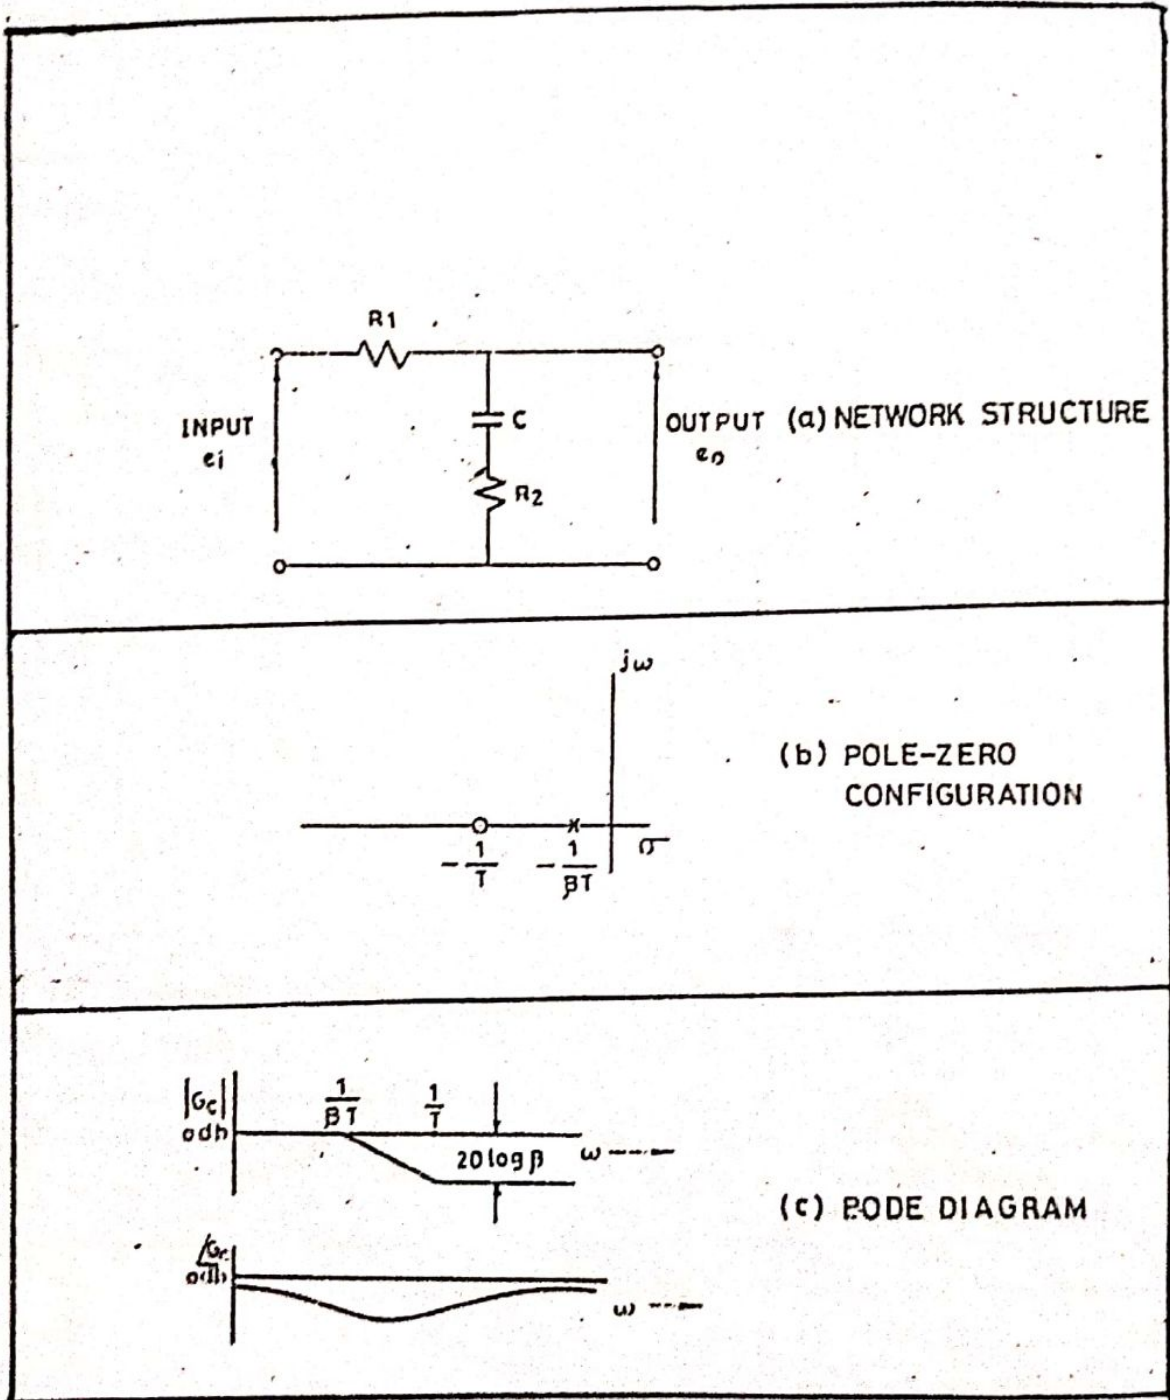 R1
INPUT
ei
C
R2
OUTPUT
eo
(a) NETWORK STRUCTURE
jω
(b) POLE-ZERO
CONFIGURATION
-1/T
-1/βT
σ
|Gc|
odb
1/βT
1/T
20 log β
ω
(c) BODE DIAGRAM
ω